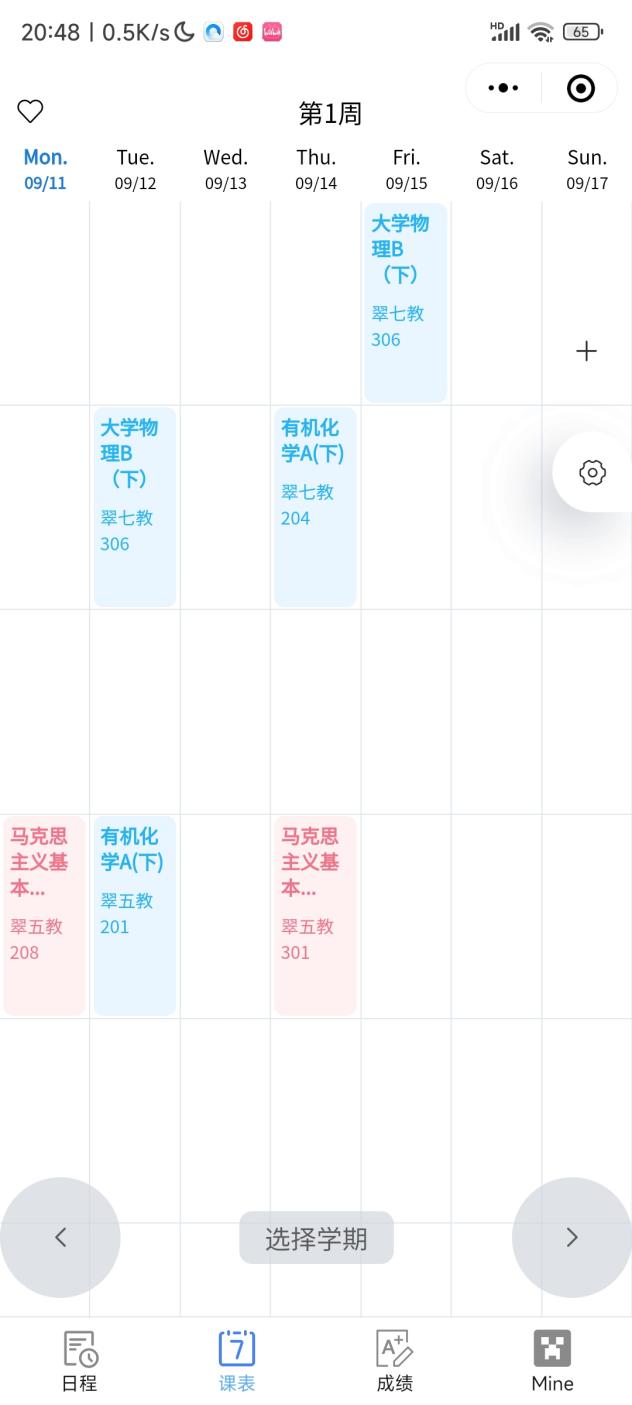 20:48 | 0.5K/s
HD
65
第1周
Mon. Tue. Wed. Thu. Fri. Sat. Sun.
09/11 09/12 09/13 09/14 09/15 09/16 09/17
大学物
理B
（下）
翠七教
306
大学物
理B
（下）
翠七教
306
有机化
学A(下)
翠七教
204
马克思
主义基
本...
翠五教
208
有机化
学A(下)
翠五教
201
马克思
主义基
本...
翠五教
301
选择学期
7
A+
日程 课表 成绩 Mine